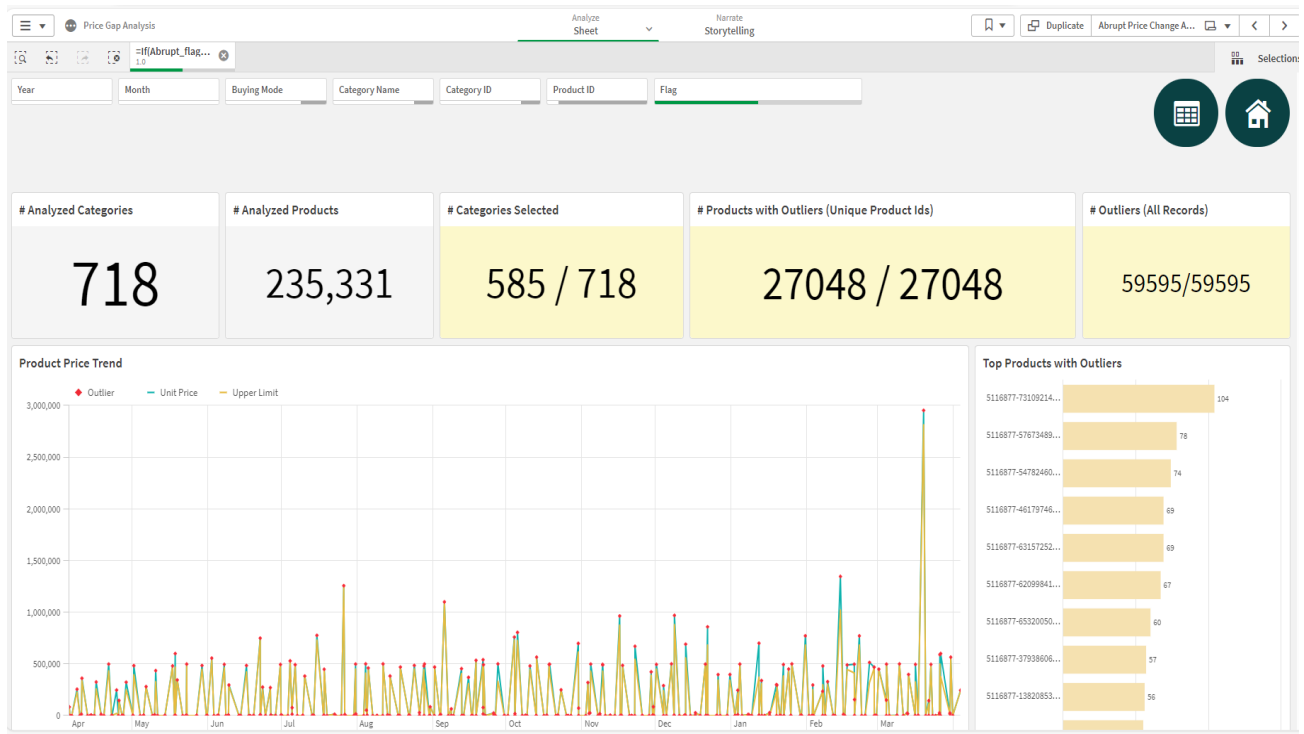 Price Gap Analysis
Analyze
Sheet
Narrate
Storytelling
Duplicate
Abrupt Price Change A...
=If(Abrupt_flag...
1.0
Selections
Year
Month
Buying Mode
Category Name
Category ID
Product ID
Flag
# Analyzed Categories
718
# Analyzed Products
235,331
# Categories Selected
585 / 718
# Products with Outliers (Unique Product Ids)
27048 / 27048
# Outliers (All Records)
59595/59595
Product Price Trend
Outlier
Unit Price
Upper Limit
3,000,000
2,500,000
2,000,000
1,500,000
1,000,000
500,000
0
Apr May Jun Jul Aug Sep Oct Nov Dec Jan Feb Mar
Top Products with Outliers
5116877-73109214... 104
5116877-57673489... 78
5116877-54782460... 74
5116877-46179746... 69
5116877-63157252... 69
5116877-62099841... 67
5116877-65320050... 60
5116877-37938606... 57
5116877-13820853... 56